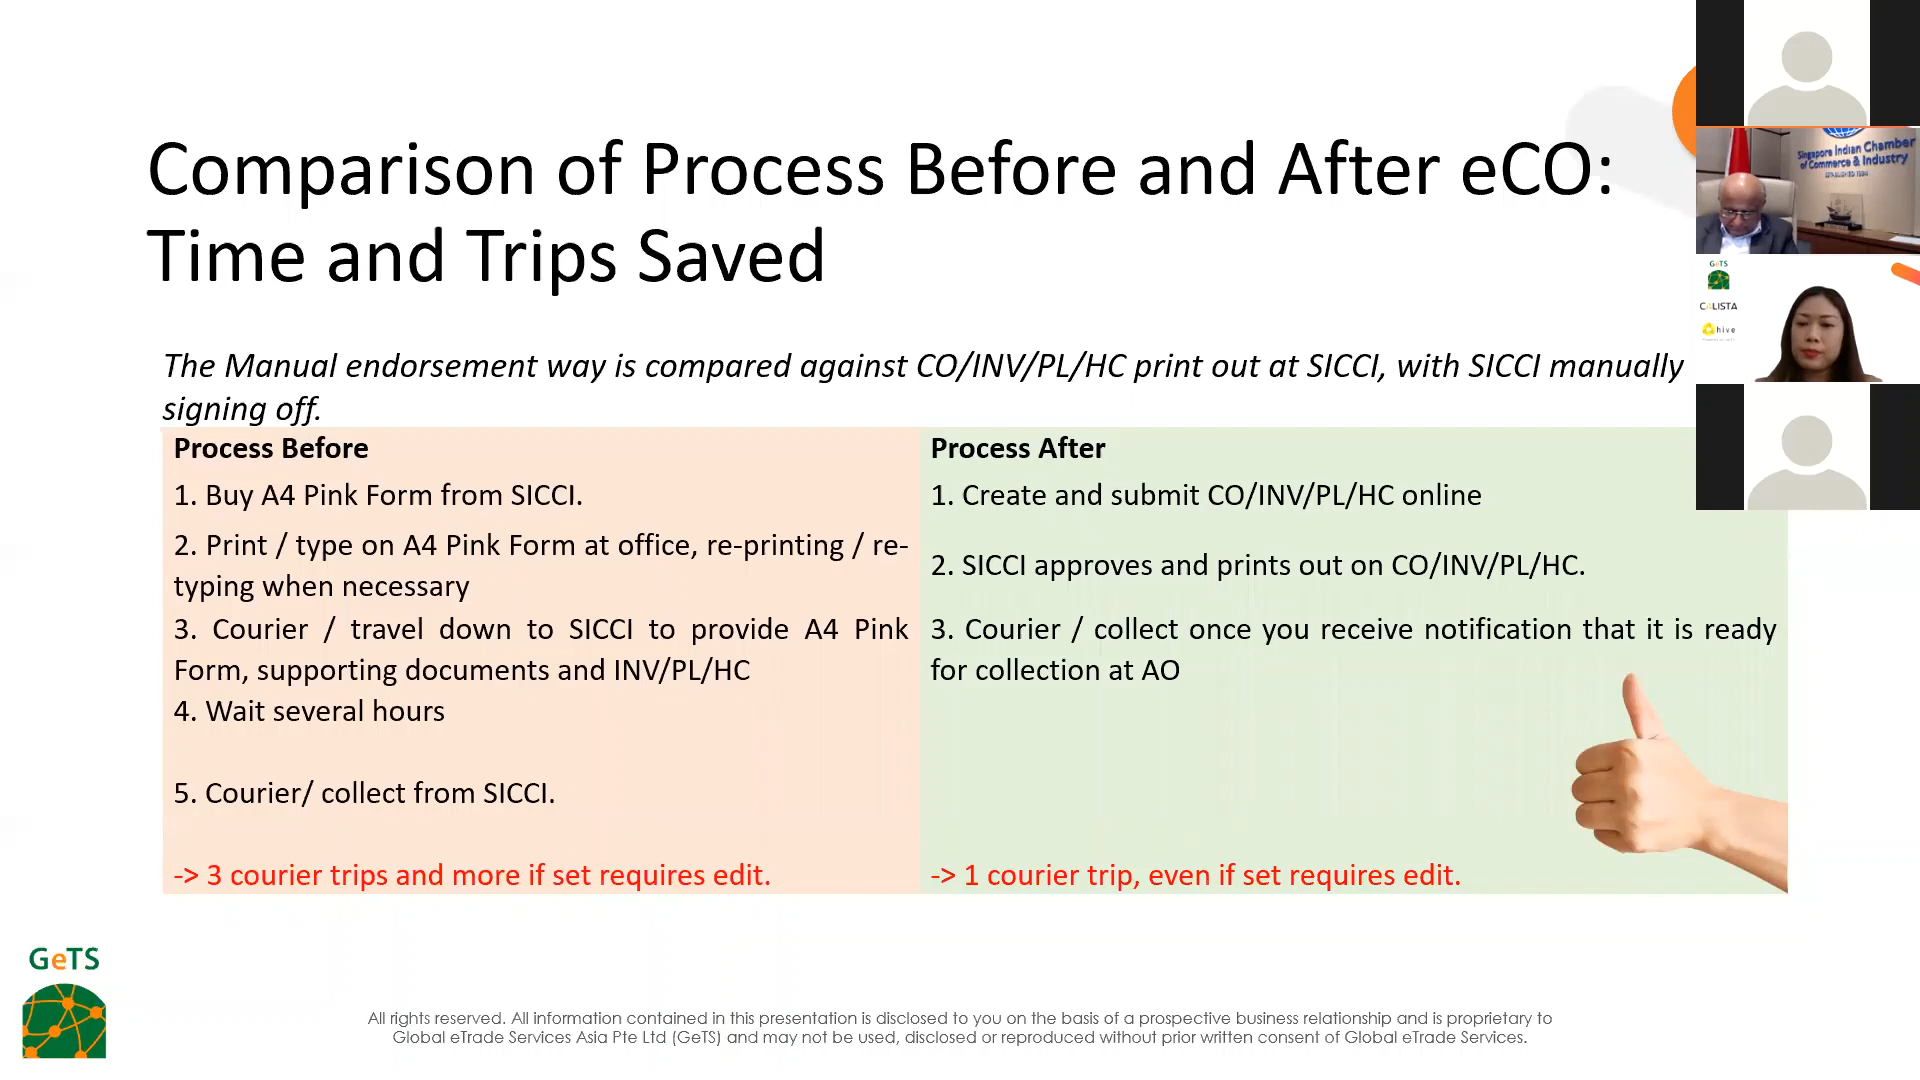 Comparison of Process Before and After eCO:
Time and Trips Saved
The Manual endorsement way is compared against CO/INV/PL/HC print out at SICCI, with SICCI manually
signing off.
Process Before
1. Buy A4 Pink Form from SICCI.
2. Print / type on A4 Pink Form at office, re-printing / re-
typing when necessary
3. Courier / travel down to SICCI to provide A4 Pink
Form, supporting documents and INV/PL/HC
4. Wait several hours
5. Courier/ collect from SICCI.
-> 3 courier trips and more if set requires edit.
Process After
1. Create and submit CO/INV/PL/HC online
2. SICCI approves and prints out on CO/INV/PL/HC.
3. Courier / collect once you receive notification that it is ready
for collection at AO
-> 1 courier trip, even if set requires edit.
Singapore Indian Chamber
of Commerce & Industry
GeTS
CALISTA
hive
GeTS
All rights reserved. All information contained in this presentation is disclosed to you on the basis of a prospective business relationship and is proprietary to
Global eTrade Services Asia Pte Ltd (GeTS) and may not be used, disclosed or reproduced without prior written consent of Global eTrade Services.